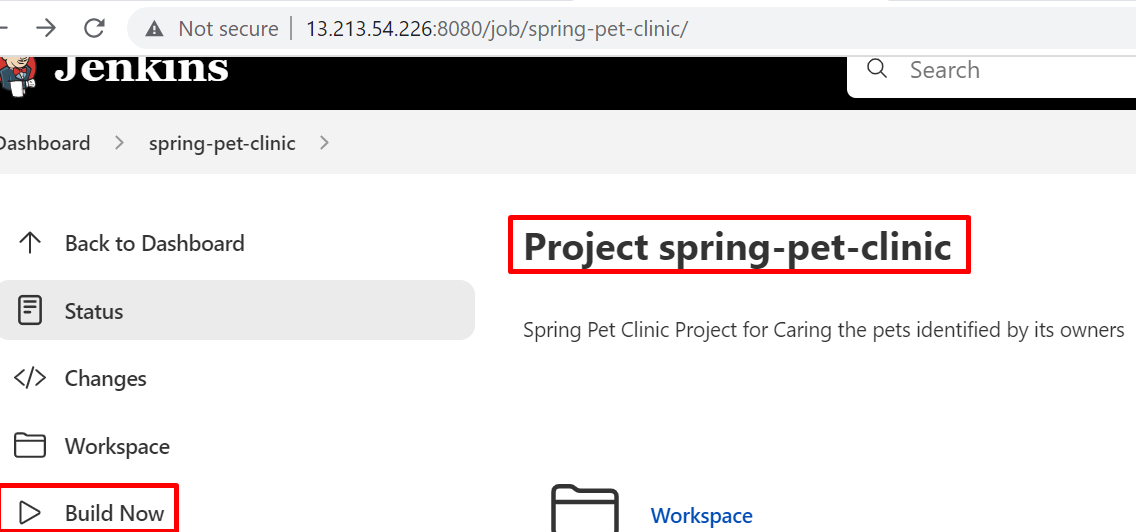 Not secure | 13.213.54.226:8080/job/spring-pet-clinic/
Jenkins
Search
Dashboard > spring-pet-clinic >
Back to Dashboard
Project spring-pet-clinic
Status
Spring Pet Clinic Project for Caring the pets identified by its owners
Changes
Workspace
Build Now
Workspace